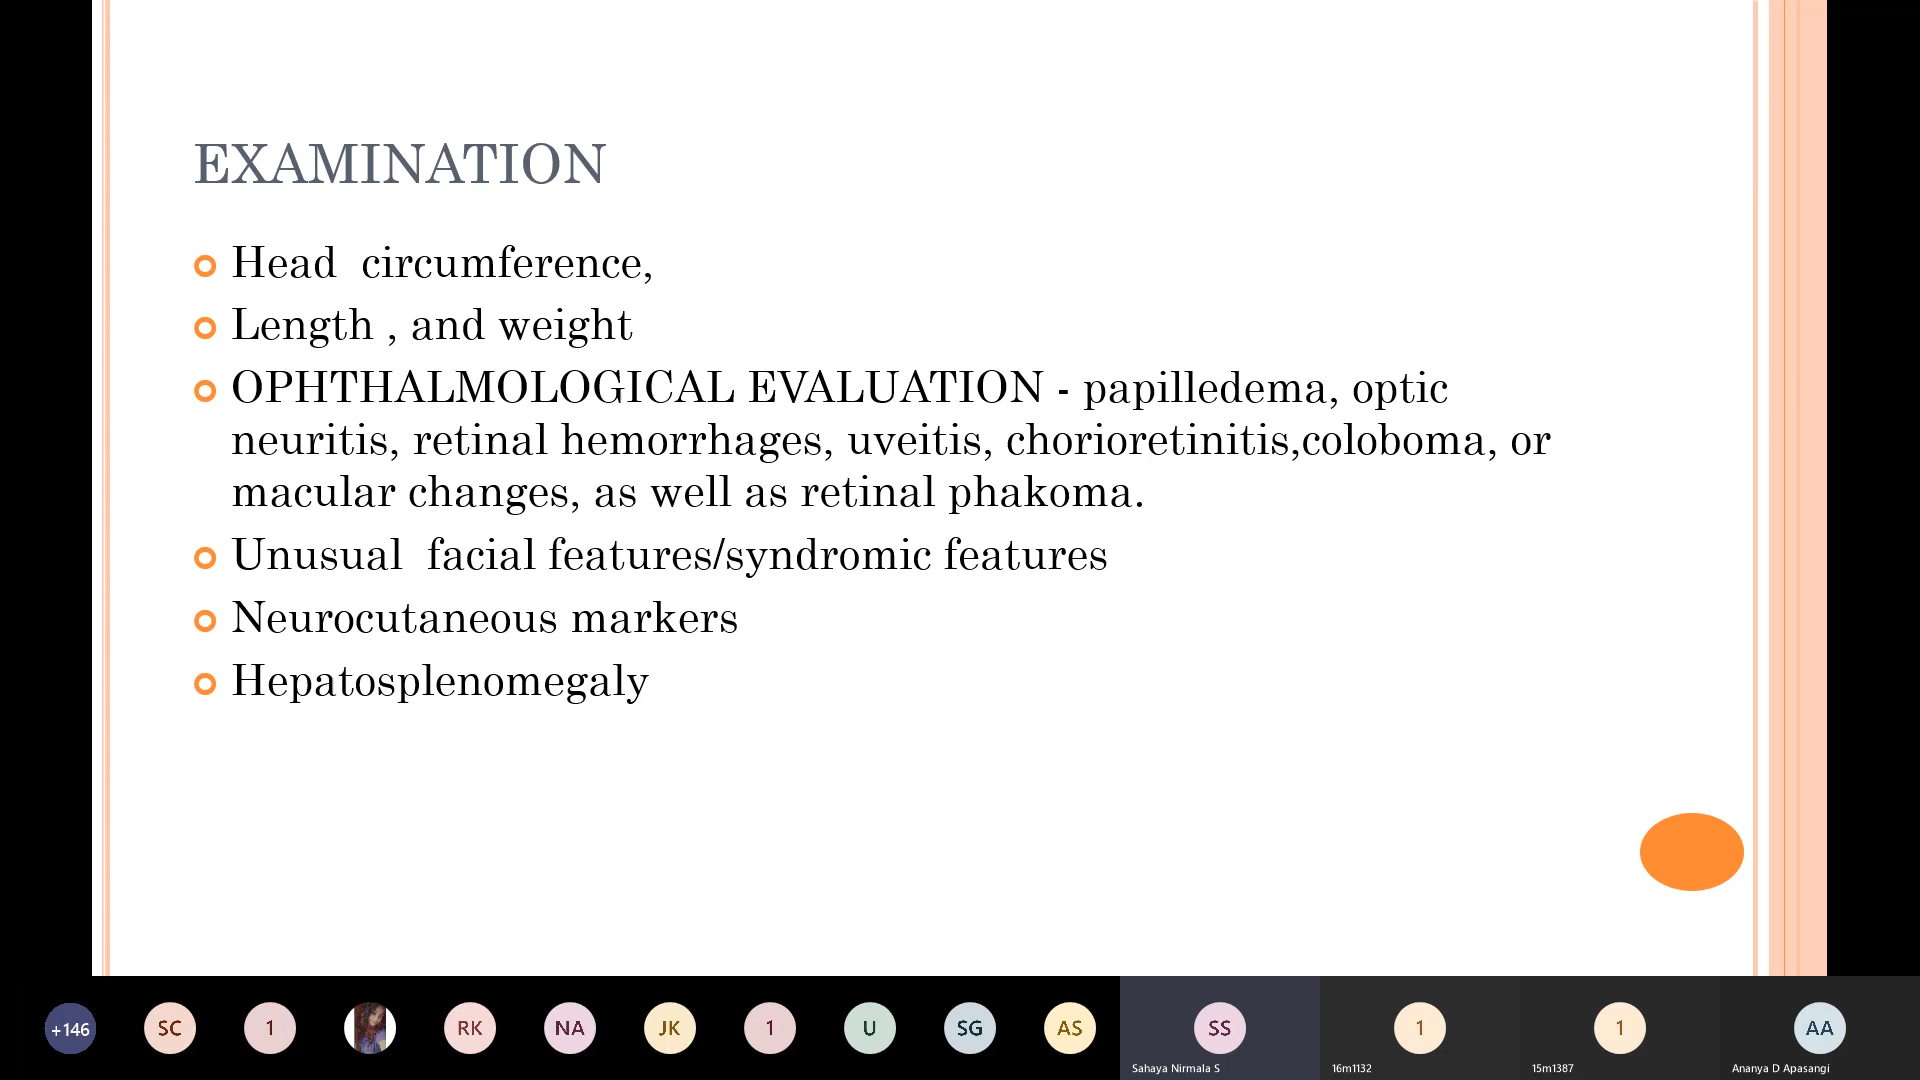 EXAMINATION
Head  circumference,
Length , and weight
OPHTHALMOLOGICAL EVALUATION - papilledema, optic
neuritis, retinal hemorrhages, uveitis, chorioretinitis,coloboma, or
macular changes, as well as retinal phakoma.
Unusual  facial features/syndromic features
Neurocutaneous markers
Hepatosplenomegaly
+146
SC
1
RK
NA
JK
1
U
SG
AS
SS
1
1
AA
Sahaya Nirmala S
16m1132
15m1387
Ananya D Apasangi